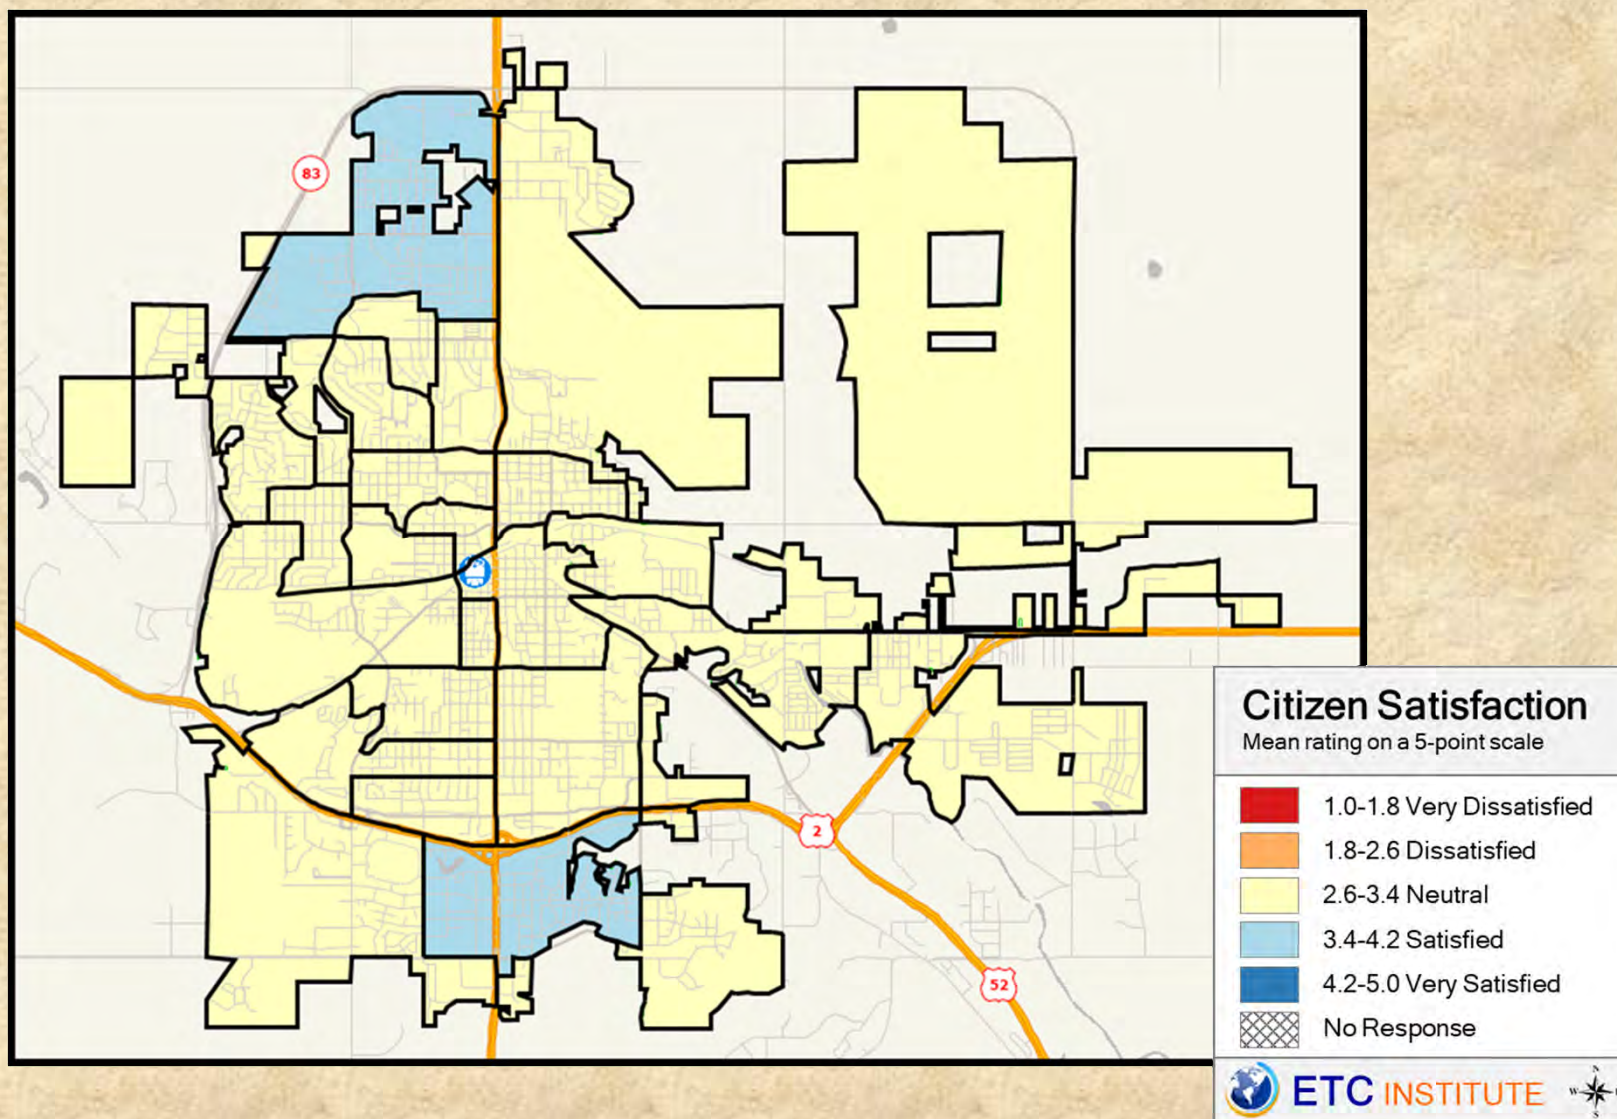 83
2
52
Citizen Satisfaction
Mean rating on a 5-point scale
1.0-1.8 Very Dissatisfied
1.8-2.6 Dissatisfied
2.6-3.4 Neutral
3.4-4.2 Satisfied
4.2-5.0 Very Satisfied
No Response
ETC INSTITUTE
N
W
S